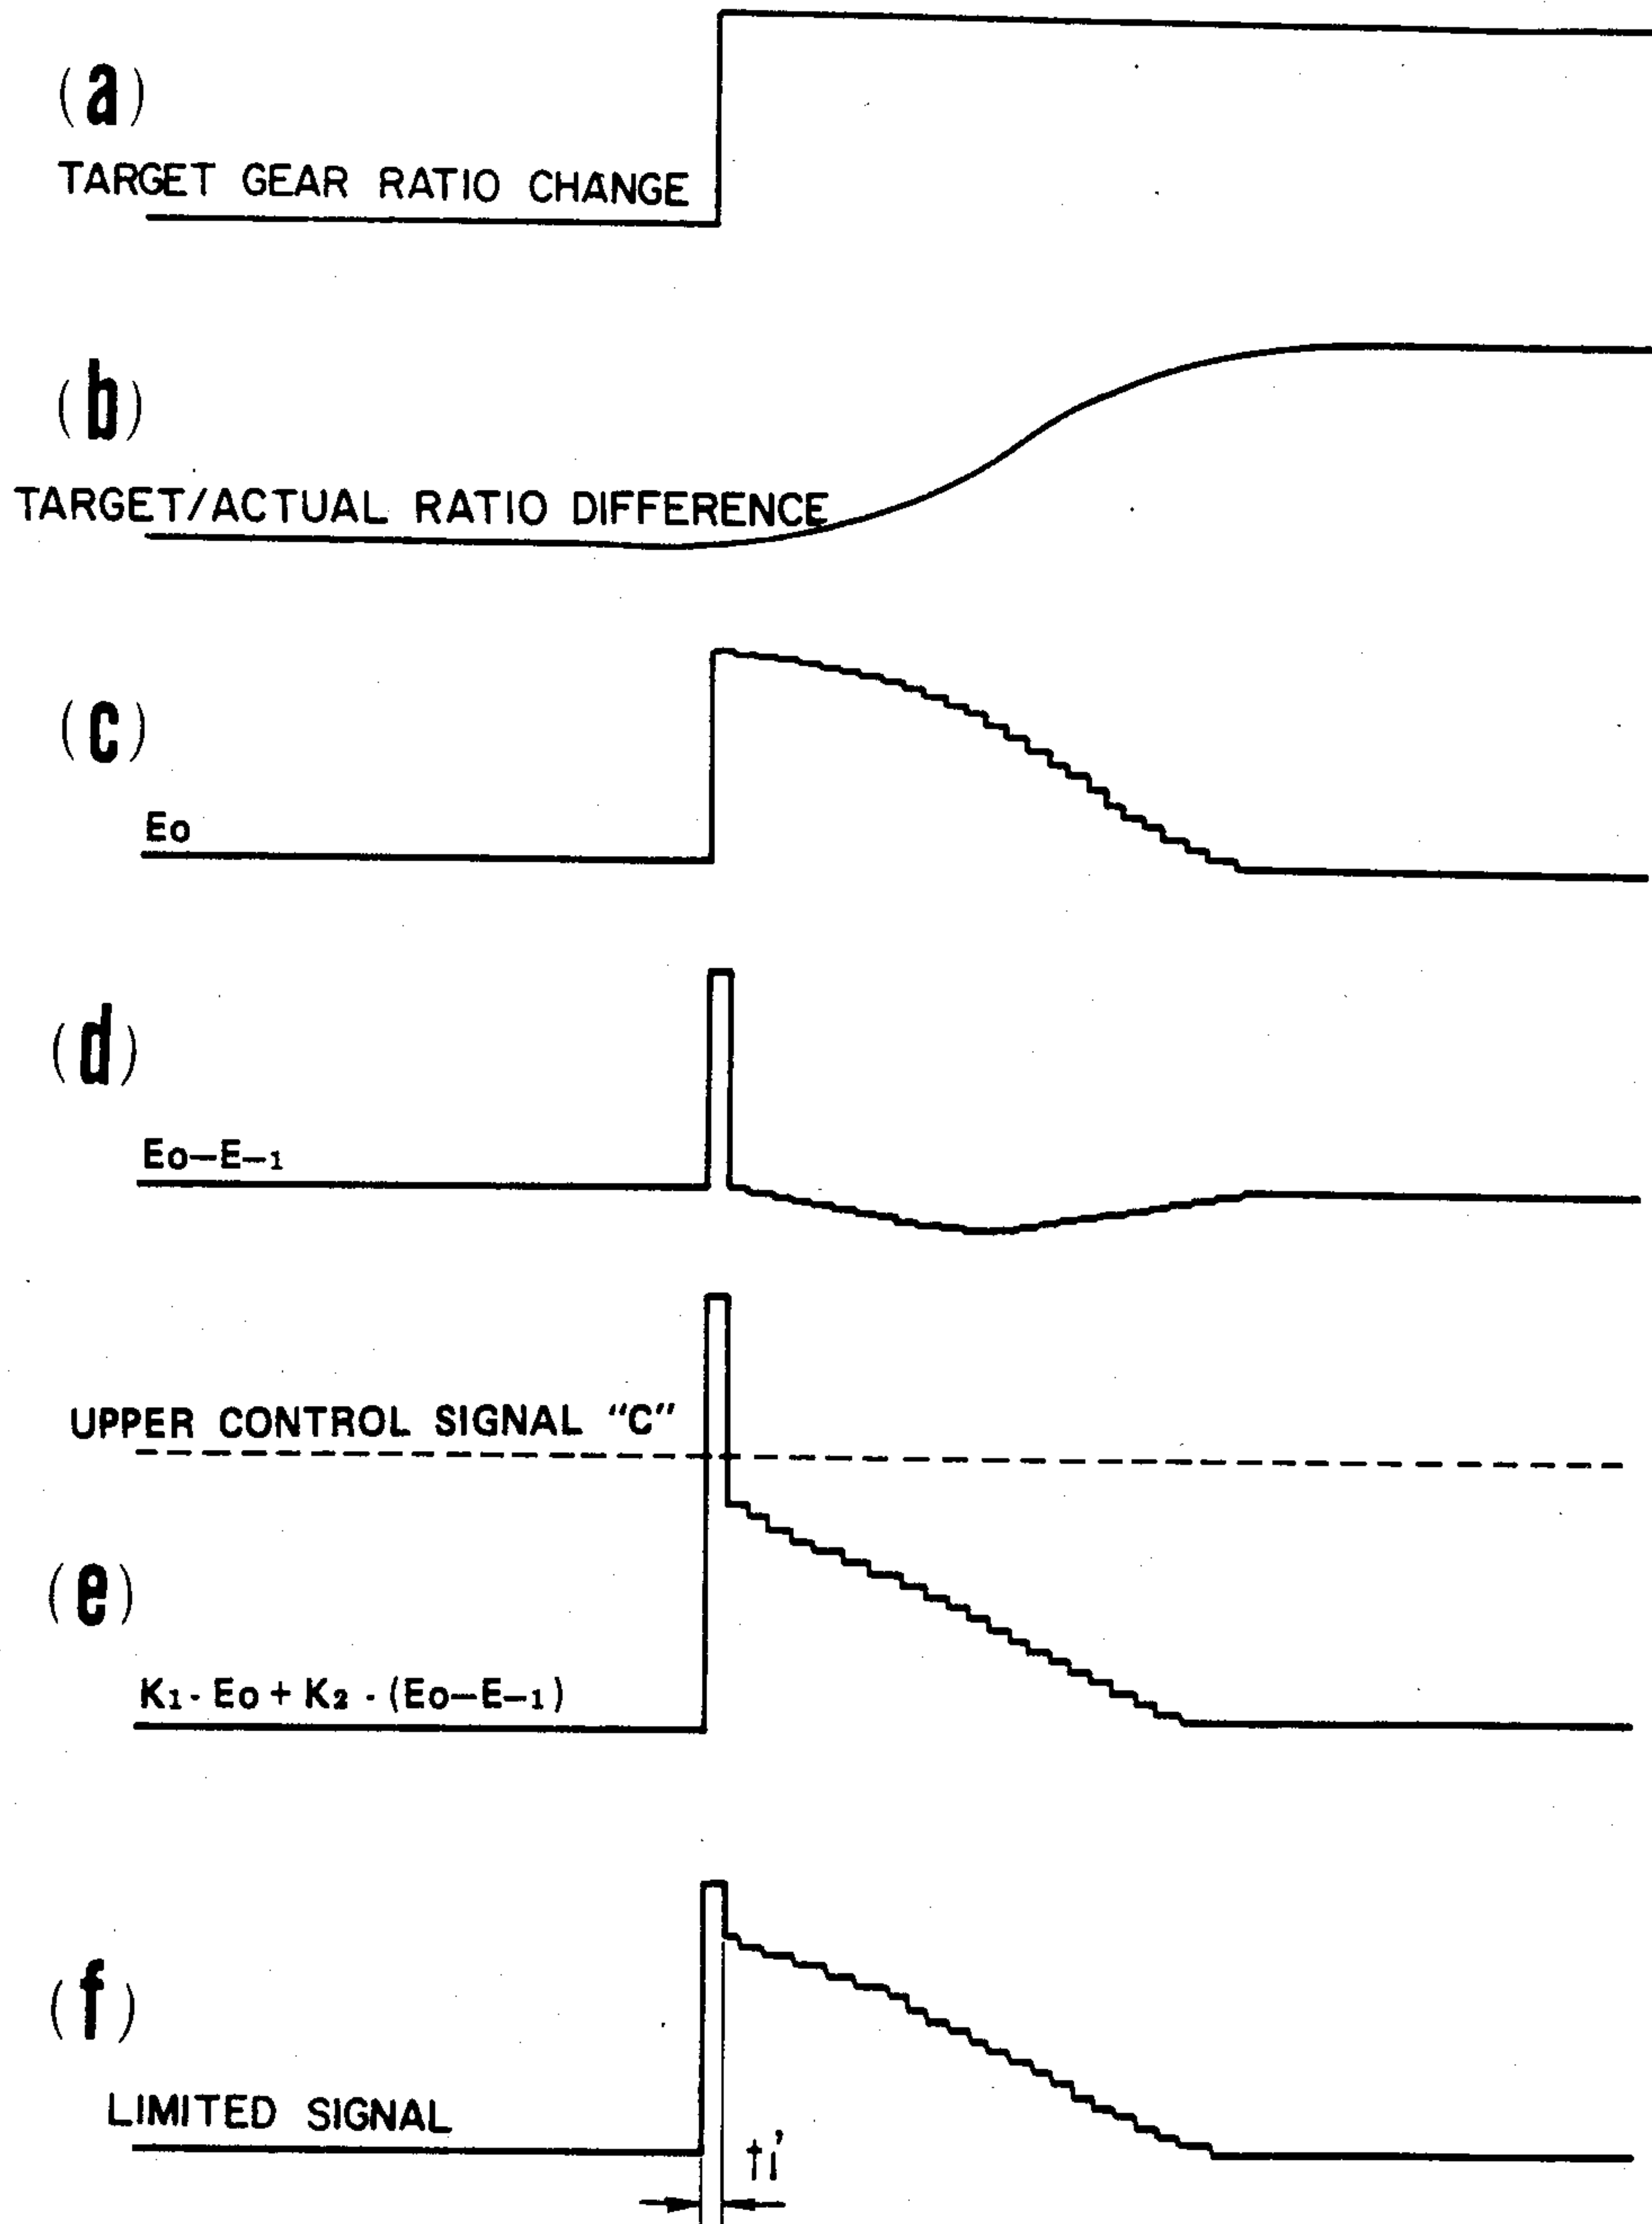 (a)
TARGET GEAR RATIO CHANGE
(b)
TARGET/ACTUAL RATIO DIFFERENCE
(c)
Eo
(d)
Eo-E-1
UPPER CONTROL SIGNAL "C"
(e)
K1·Eo+K2·(Eo-E-1)
(f)
LIMITED SIGNAL
ti'